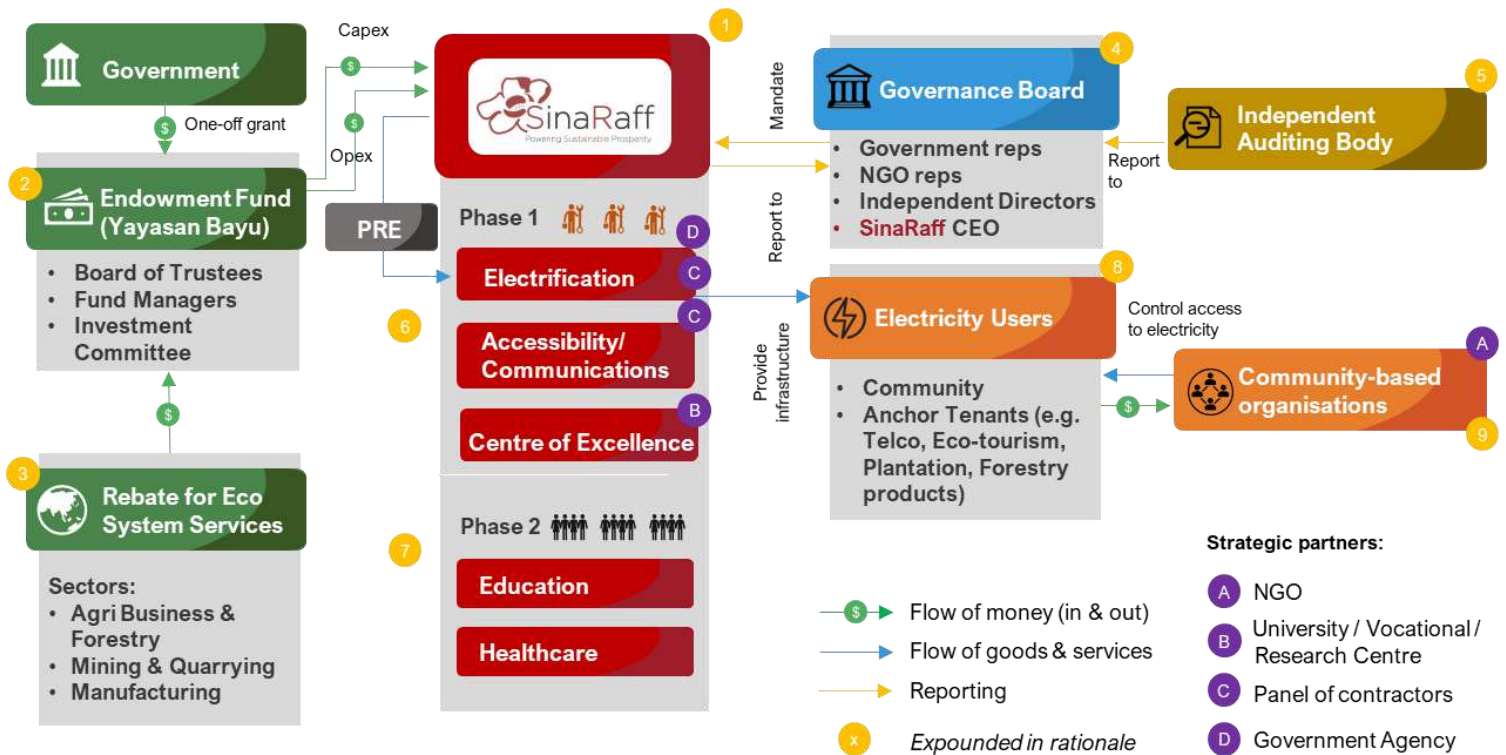 Government
$
One-off grant
2
Endowment Fund
(Yayasan Bayu)
• Board of Trustees
• Fund Managers
• Investment
Committee
$
3
Rebate for Eco
System Services
Sectors:
• Agri Business &
Forestry
• Mining & Quarrying
• Manufacturing
Capex
$
$
Opex
PRE
1
SinaRaff
Powering Sustainable Prosperity
Phase 1
D
Electrification
C
6
C
Accessibility/
Communications
B
Centre of Excellence
7
Phase 2
Education
Healthcare
Mandate
Report to
4
Governance Board
• Government reps
• NGO reps
• Independent Directors
• SinaRaff CEO
5
Independent
Auditing Body
Report
to
Provide
infrastructure
8
Electricity Users
• Community
• Anchor Tenants (e.g.
Telco, Eco-tourism,
Plantation, Forestry
products)
Control access
to electricity
$
A
Community-based
organisations
9
$ Flow of money (in & out)
Flow of goods & services
Reporting
x Expounded in rationale
Strategic partners:
A NGO
B University / Vocational /
Research Centre
C Panel of contractors
D Government Agency